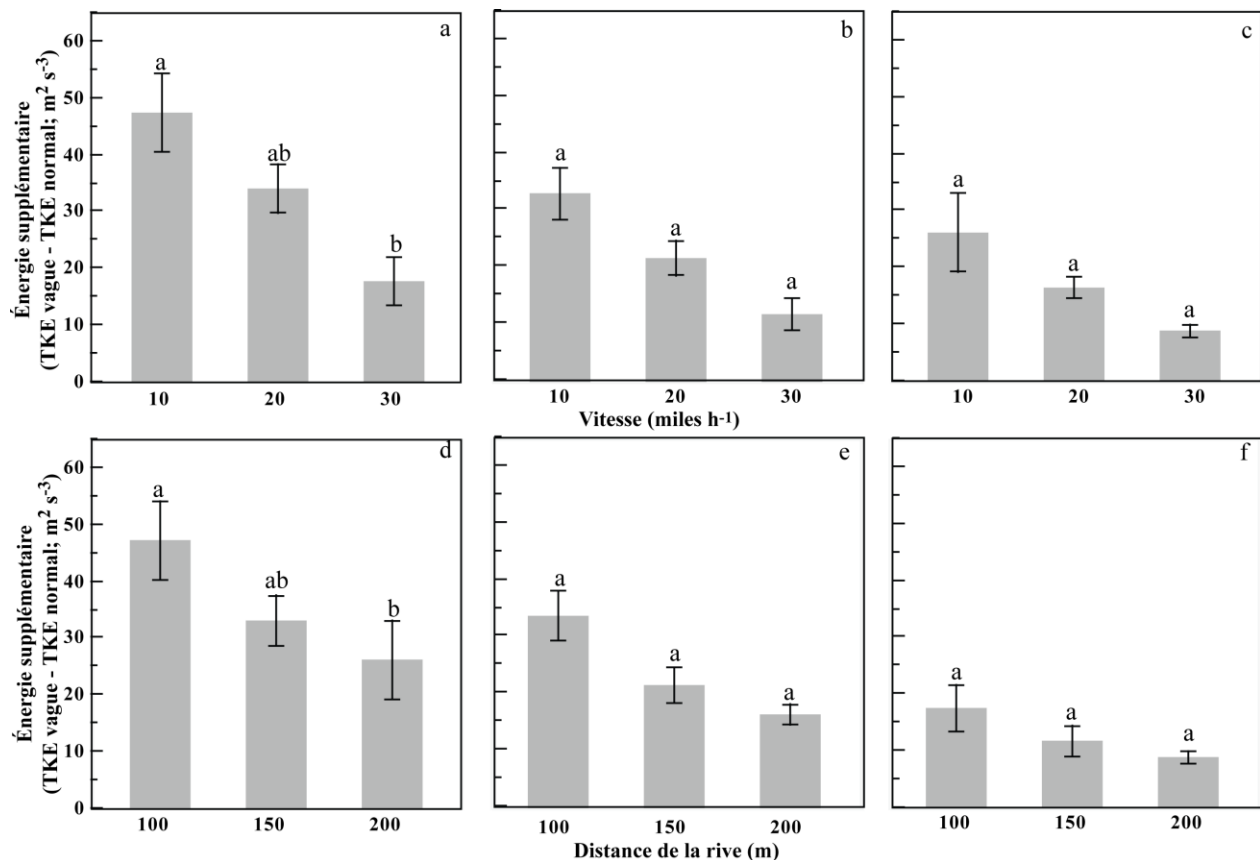 Énergie supplémentaire
(TKE vague - TKE normal; m² s⁻³)
60
50
40
30
20
10
0
a
a
ab
b
10
20
30
b
a
a
a
10
20
30
c
a
a
a
10
20
30
Vitesse (miles h⁻¹)
Énergie supplémentaire
(TKE vague - TKE normal; m² s⁻³)
60
50
40
30
20
10
0
d
a
ab
b
100
150
200
e
a
a
a
100
150
200
f
a
a
a
100
150
200
Distance de la rive (m)